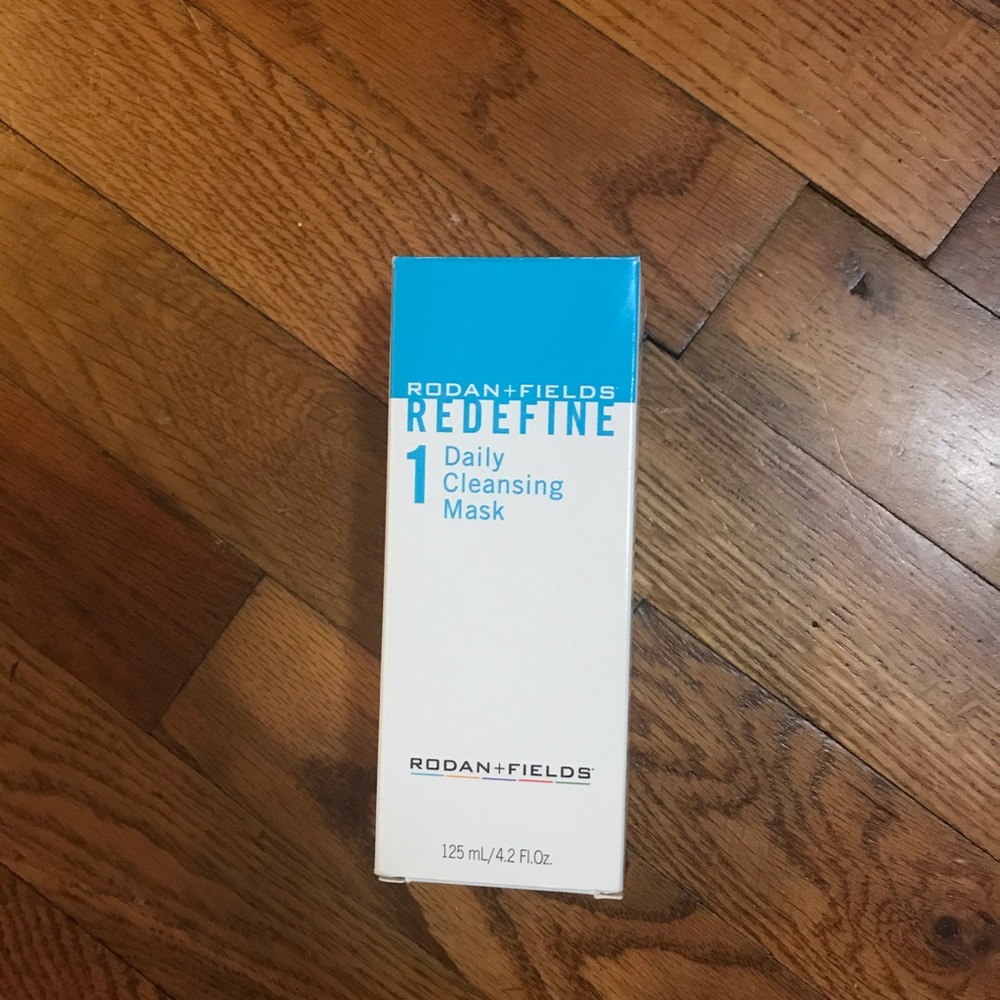 RODAN+FIELDS
REDEFINE
1 Daily
Cleansing
Mask
RODAN+FIELDS
125 mL/4.2 Fl.Oz.